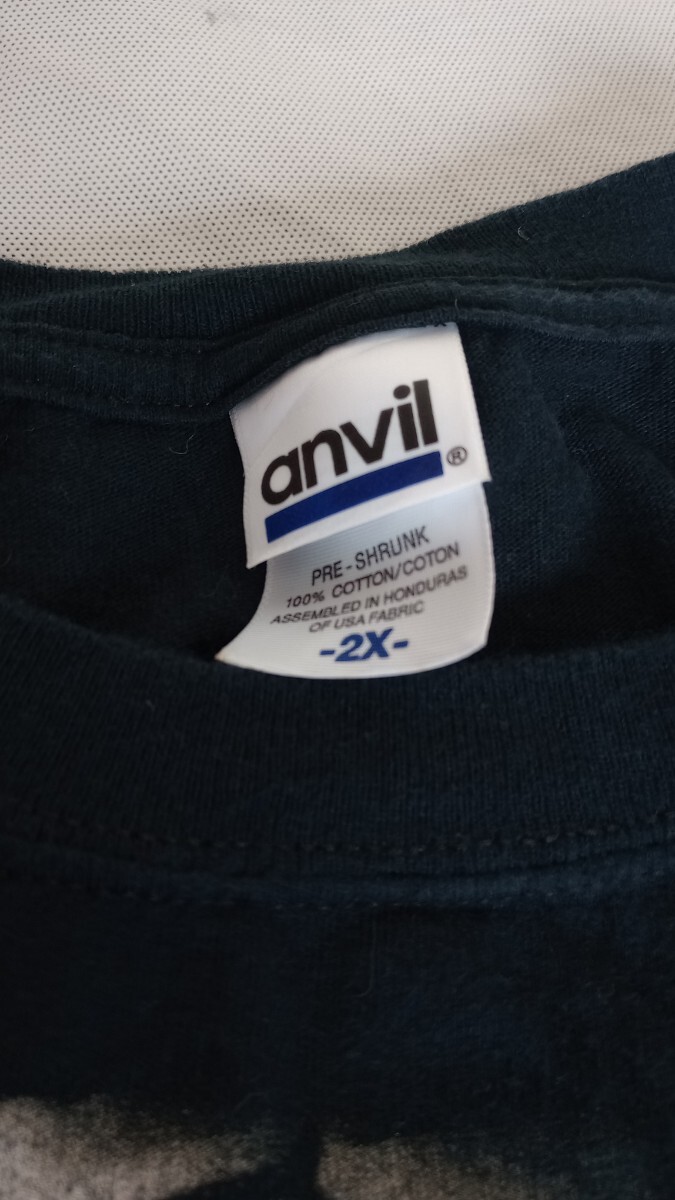 anvil®
PRE-SHRUNK
100% COTTON/COTON
ASSEMBLED IN HONDURAS
OF USA FABRIC
-2X-